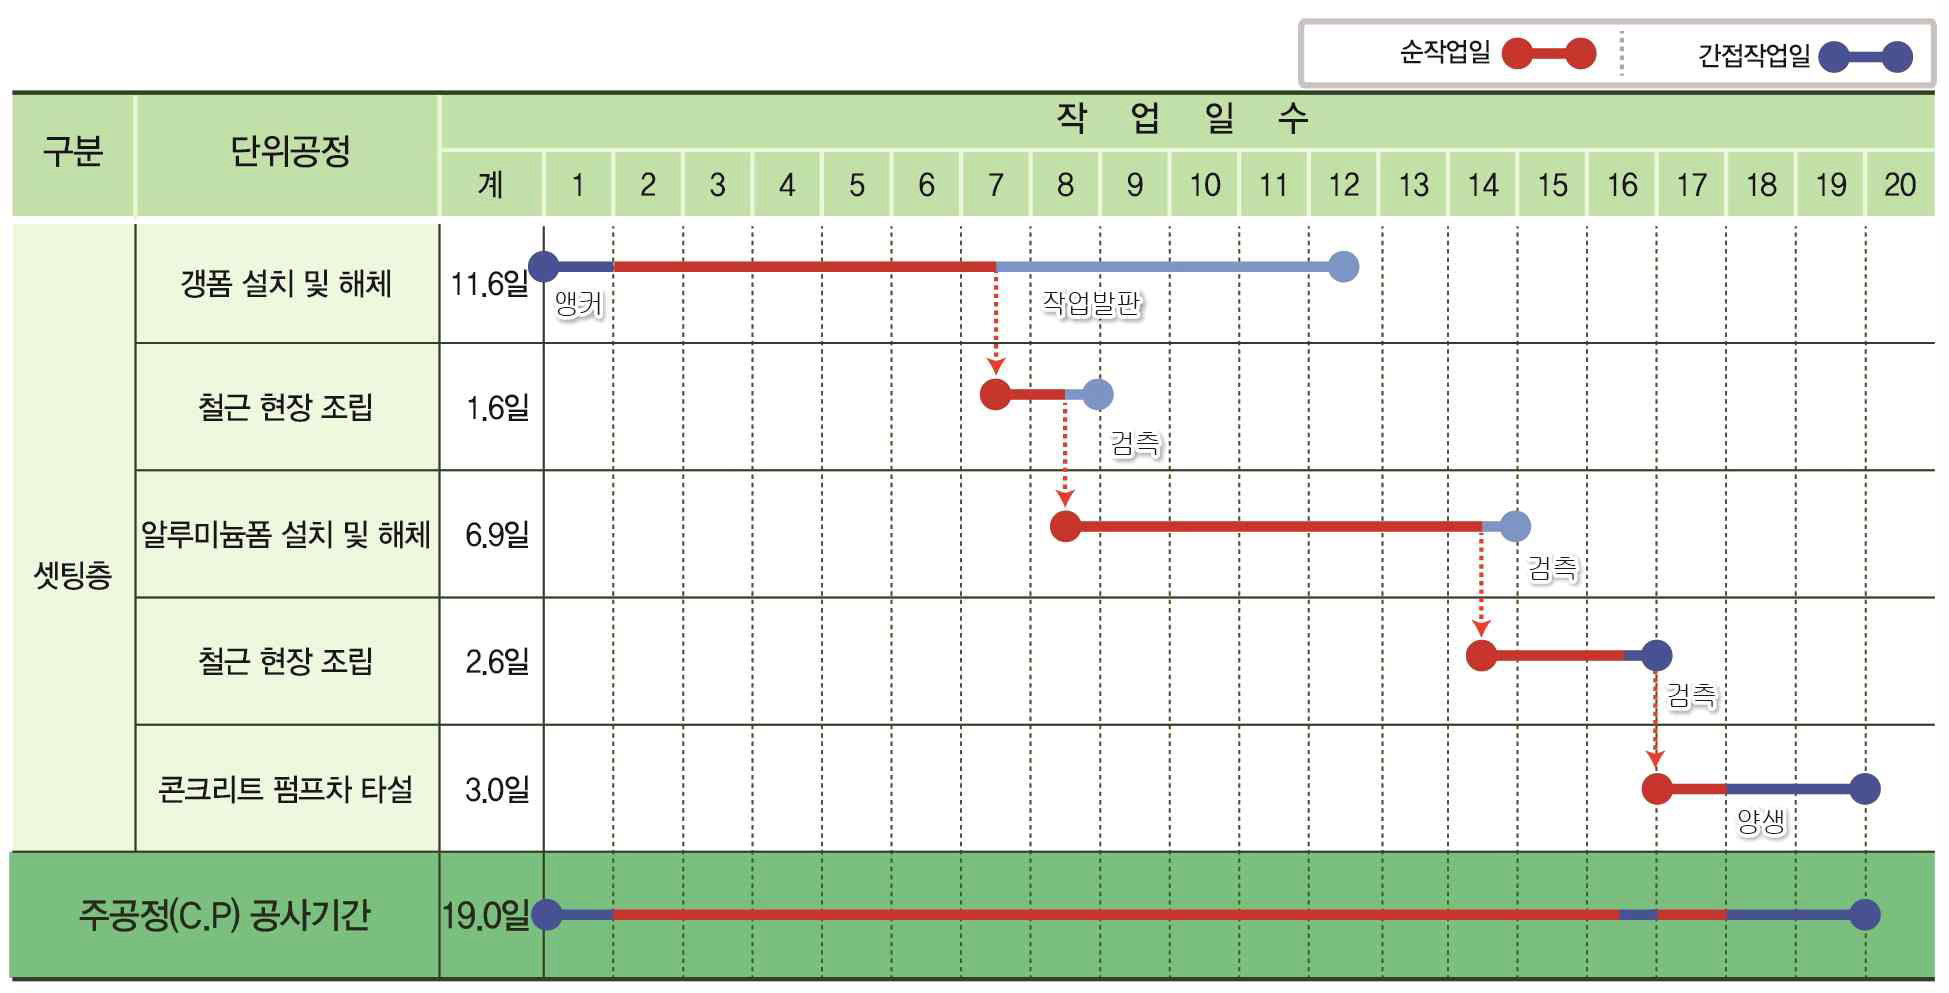 순작업일 간접작업일
구분 단위공정 작 업 일 수
계 1 2 3 4 5 6 7 8 9 10 11 12 13 14 15 16 17 18 19 20
셋팅층
갱폼 설치 및 해체 11.6일
앵커 작업발판
철근 현장 조립 1.6일
검측
알루미늄폼 설치 및 해체 6.9일
검측
철근 현장 조립 2.6일
검측
콘크리트 펌프차 타설 3.0일
양생
주공정(C.P) 공사기간 19.0일